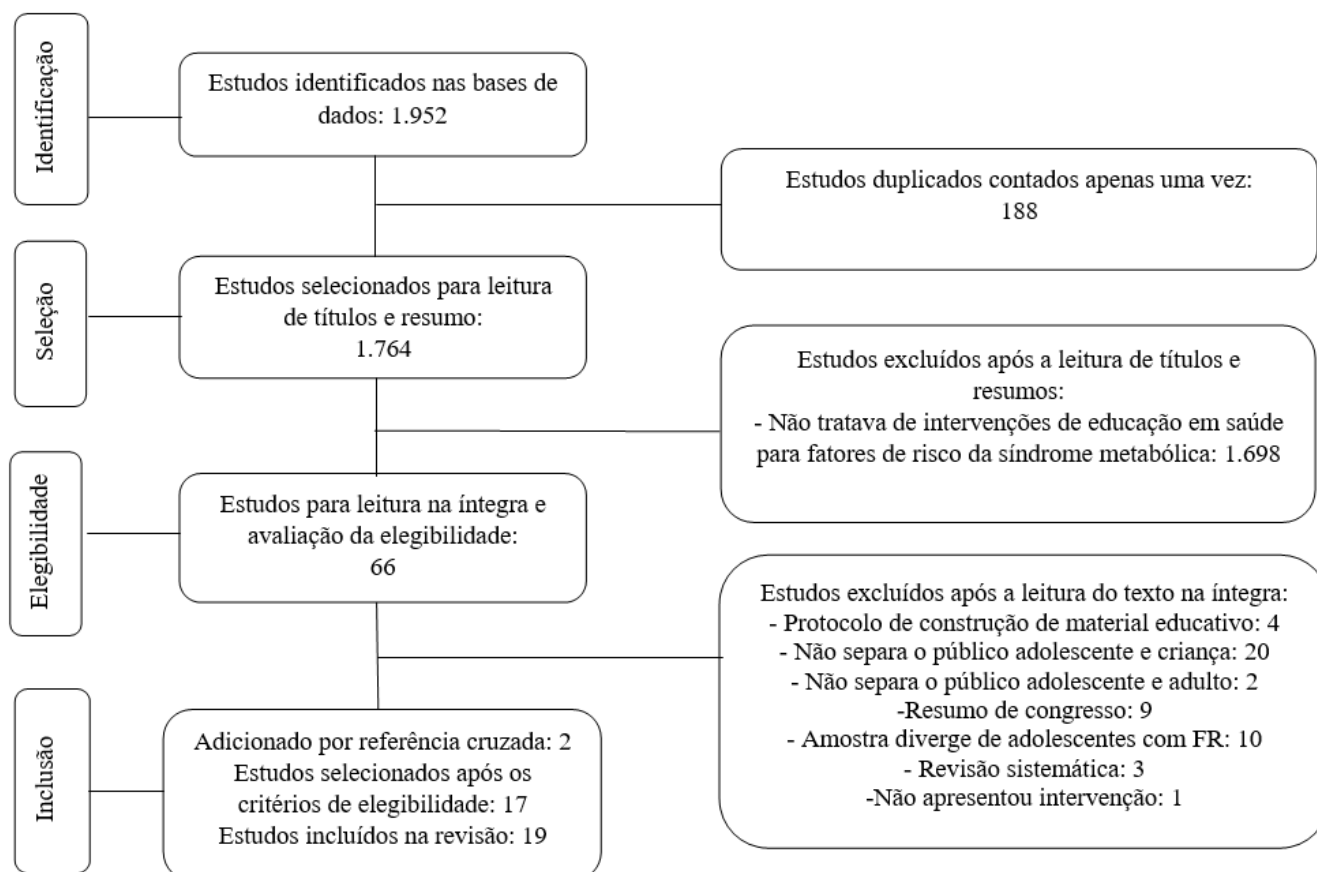 Identificação
Estudos identificados nas bases de
dados: 1.952
Estudos duplicados contados apenas uma vez:
188
Seleção
Estudos selecionados para leitura
de títulos e resumo:
1.764
Estudos excluídos após a leitura de títulos e
resumos:
- Não tratava de intervenções de educação em saúde
para fatores de risco da síndrome metabólica: 1.698
Elegibilidade
Estudos para leitura na íntegra e
avaliação da elegibilidade:
66
Estudos excluídos após a leitura do texto na íntegra:
- Protocolo de construção de material educativo: 4
- Não separa o público adolescente e criança: 20
- Não separa o público adolescente e adulto: 2
-Resumo de congresso: 9
- Amostra diverge de adolescentes com FR: 10
- Revisão sistemática: 3
-Não apresentou intervenção: 1
Inclusão
Adicionado por referência cruzada: 2
Estudos selecionados após os
critérios de elegibilidade: 17
Estudos incluídos na revisão: 19